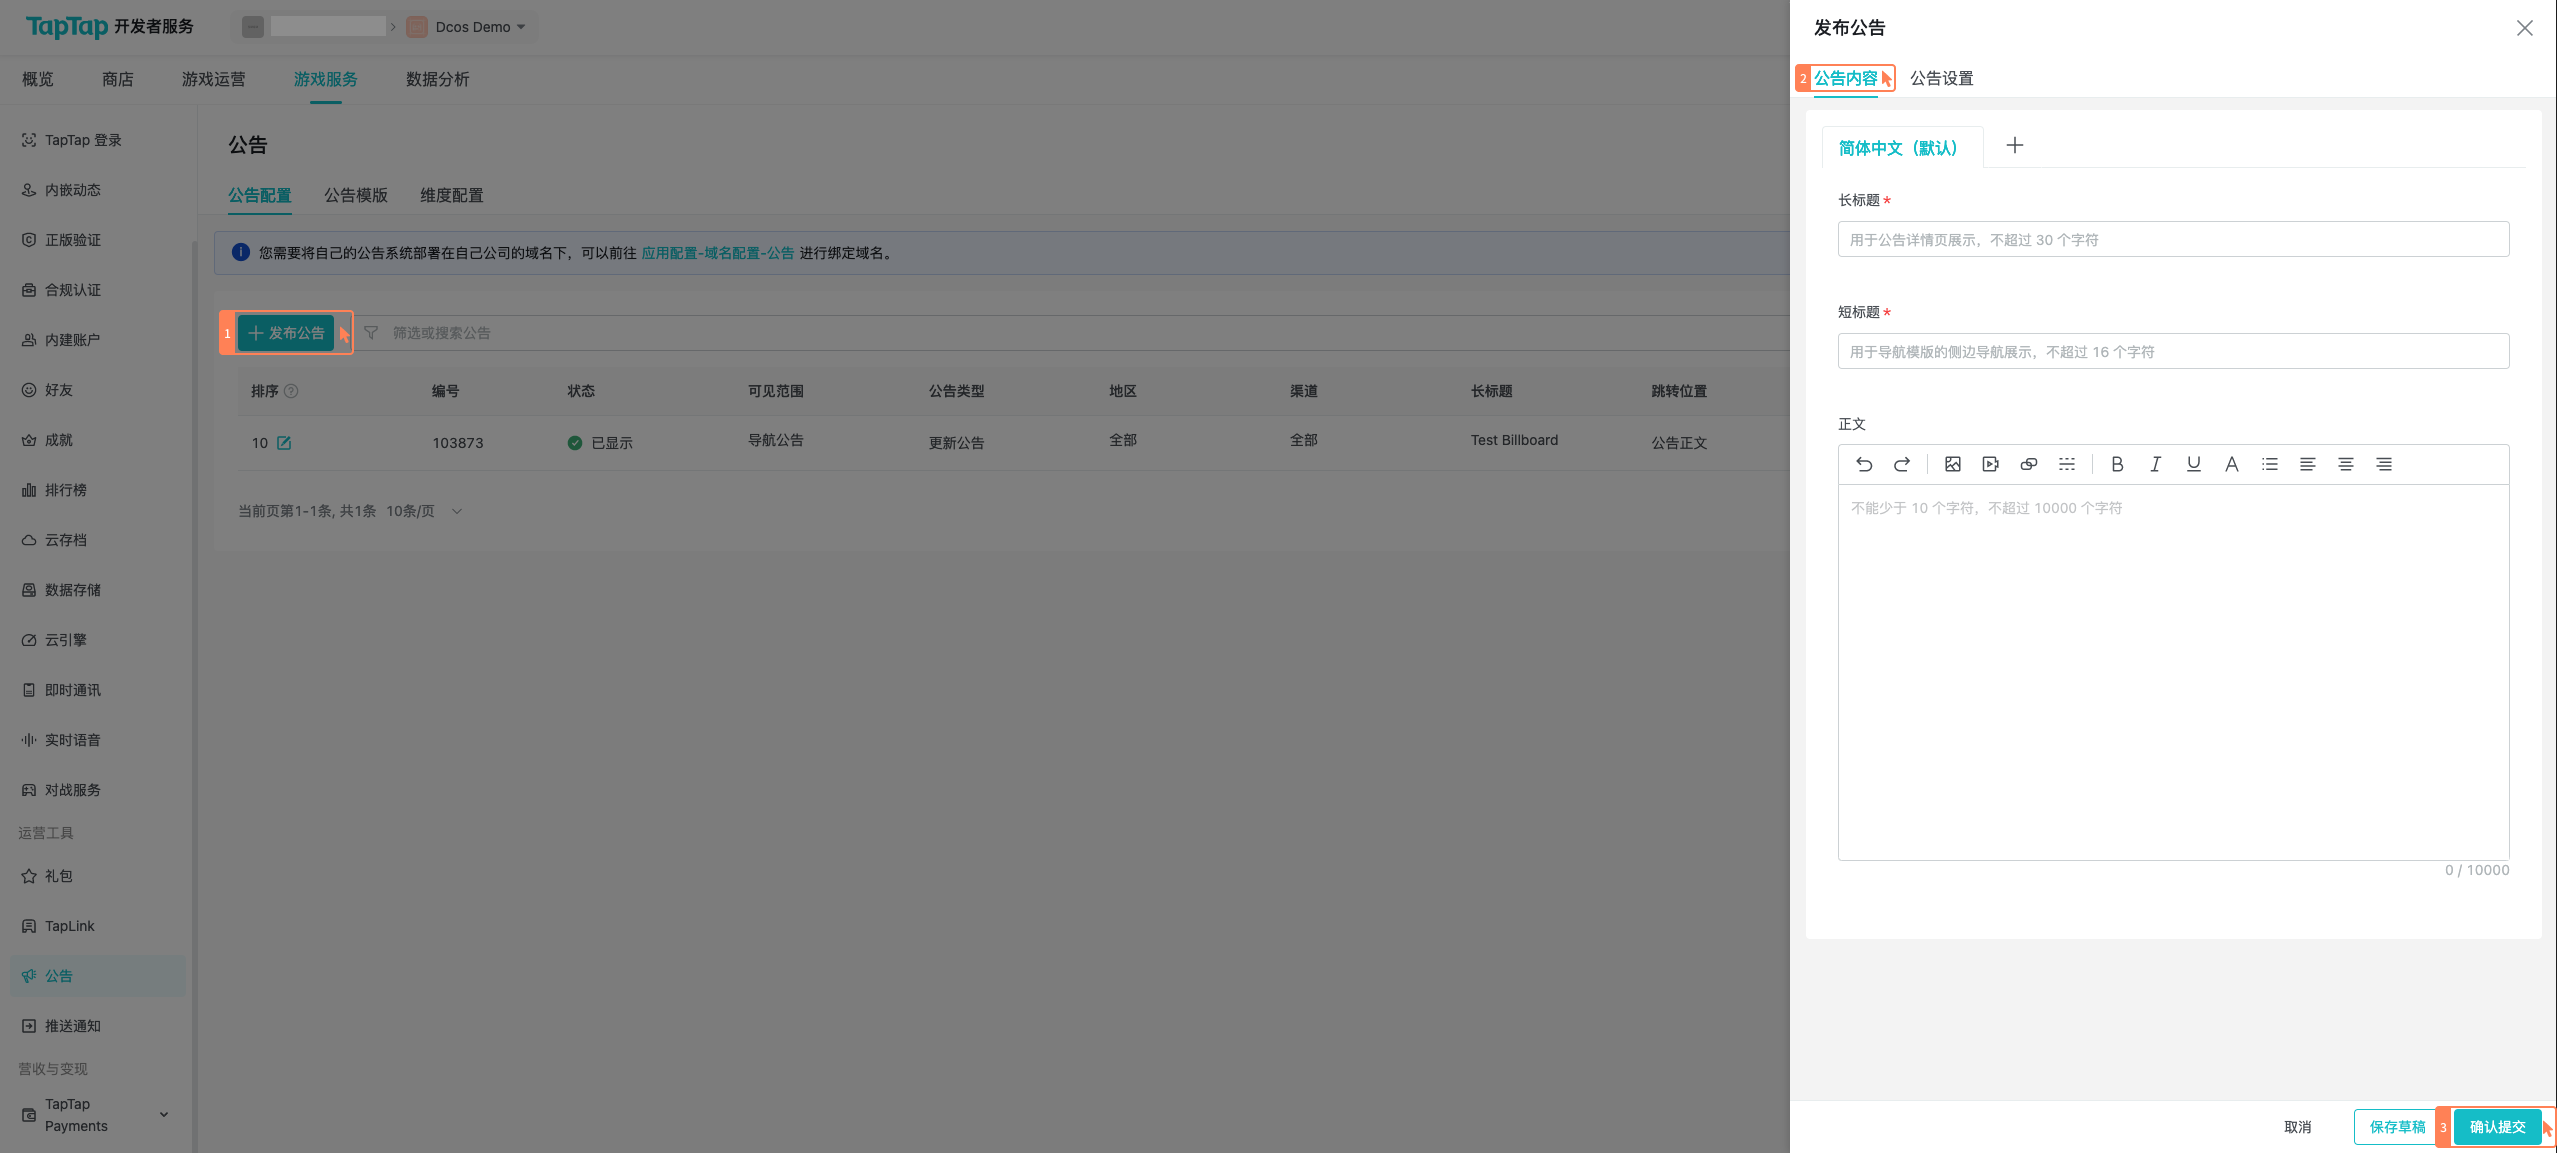 TapTap 开发者服务
Dcos Demo
概览
商店
游戏运营
游戏服务
数据分析
TapTap 登录
内嵌动态
正版验证
合规认证
内建账户
好友
成就
排行榜
云存档
数据存储
云引擎
即时通讯
实时语音
对战服务
运营工具
礼包
TapLink
公告
推送通知
营收与变现
TapTap
Payments
公告
公告配置
公告模版
维度配置
您需要将自己的公告系统部署在自己公司的域名下，可以前往 应用配置-域名配置-公告 进行绑定域名。
1
发布公告
筛选或搜索公告
排序 编号 状态 可见范围 公告类型 地区 渠道 长标题 跳转位置
10 103873 已显示 导航公告 更新公告 全部 全部 Test Billboard 公告正文
当前页第1-1条, 共1条 10条/页
发布公告
2
公告内容
公告设置
简体中文（默认）
长标题 *
用于公告详情页展示，不超过 30 个字符
短标题 *
用于导航模版的侧边导航展示，不超过 16 个字符
正文
不能少于 10 个字符，不超过 10000 个字符
0 / 10000
取消
保存草稿
3
确认提交